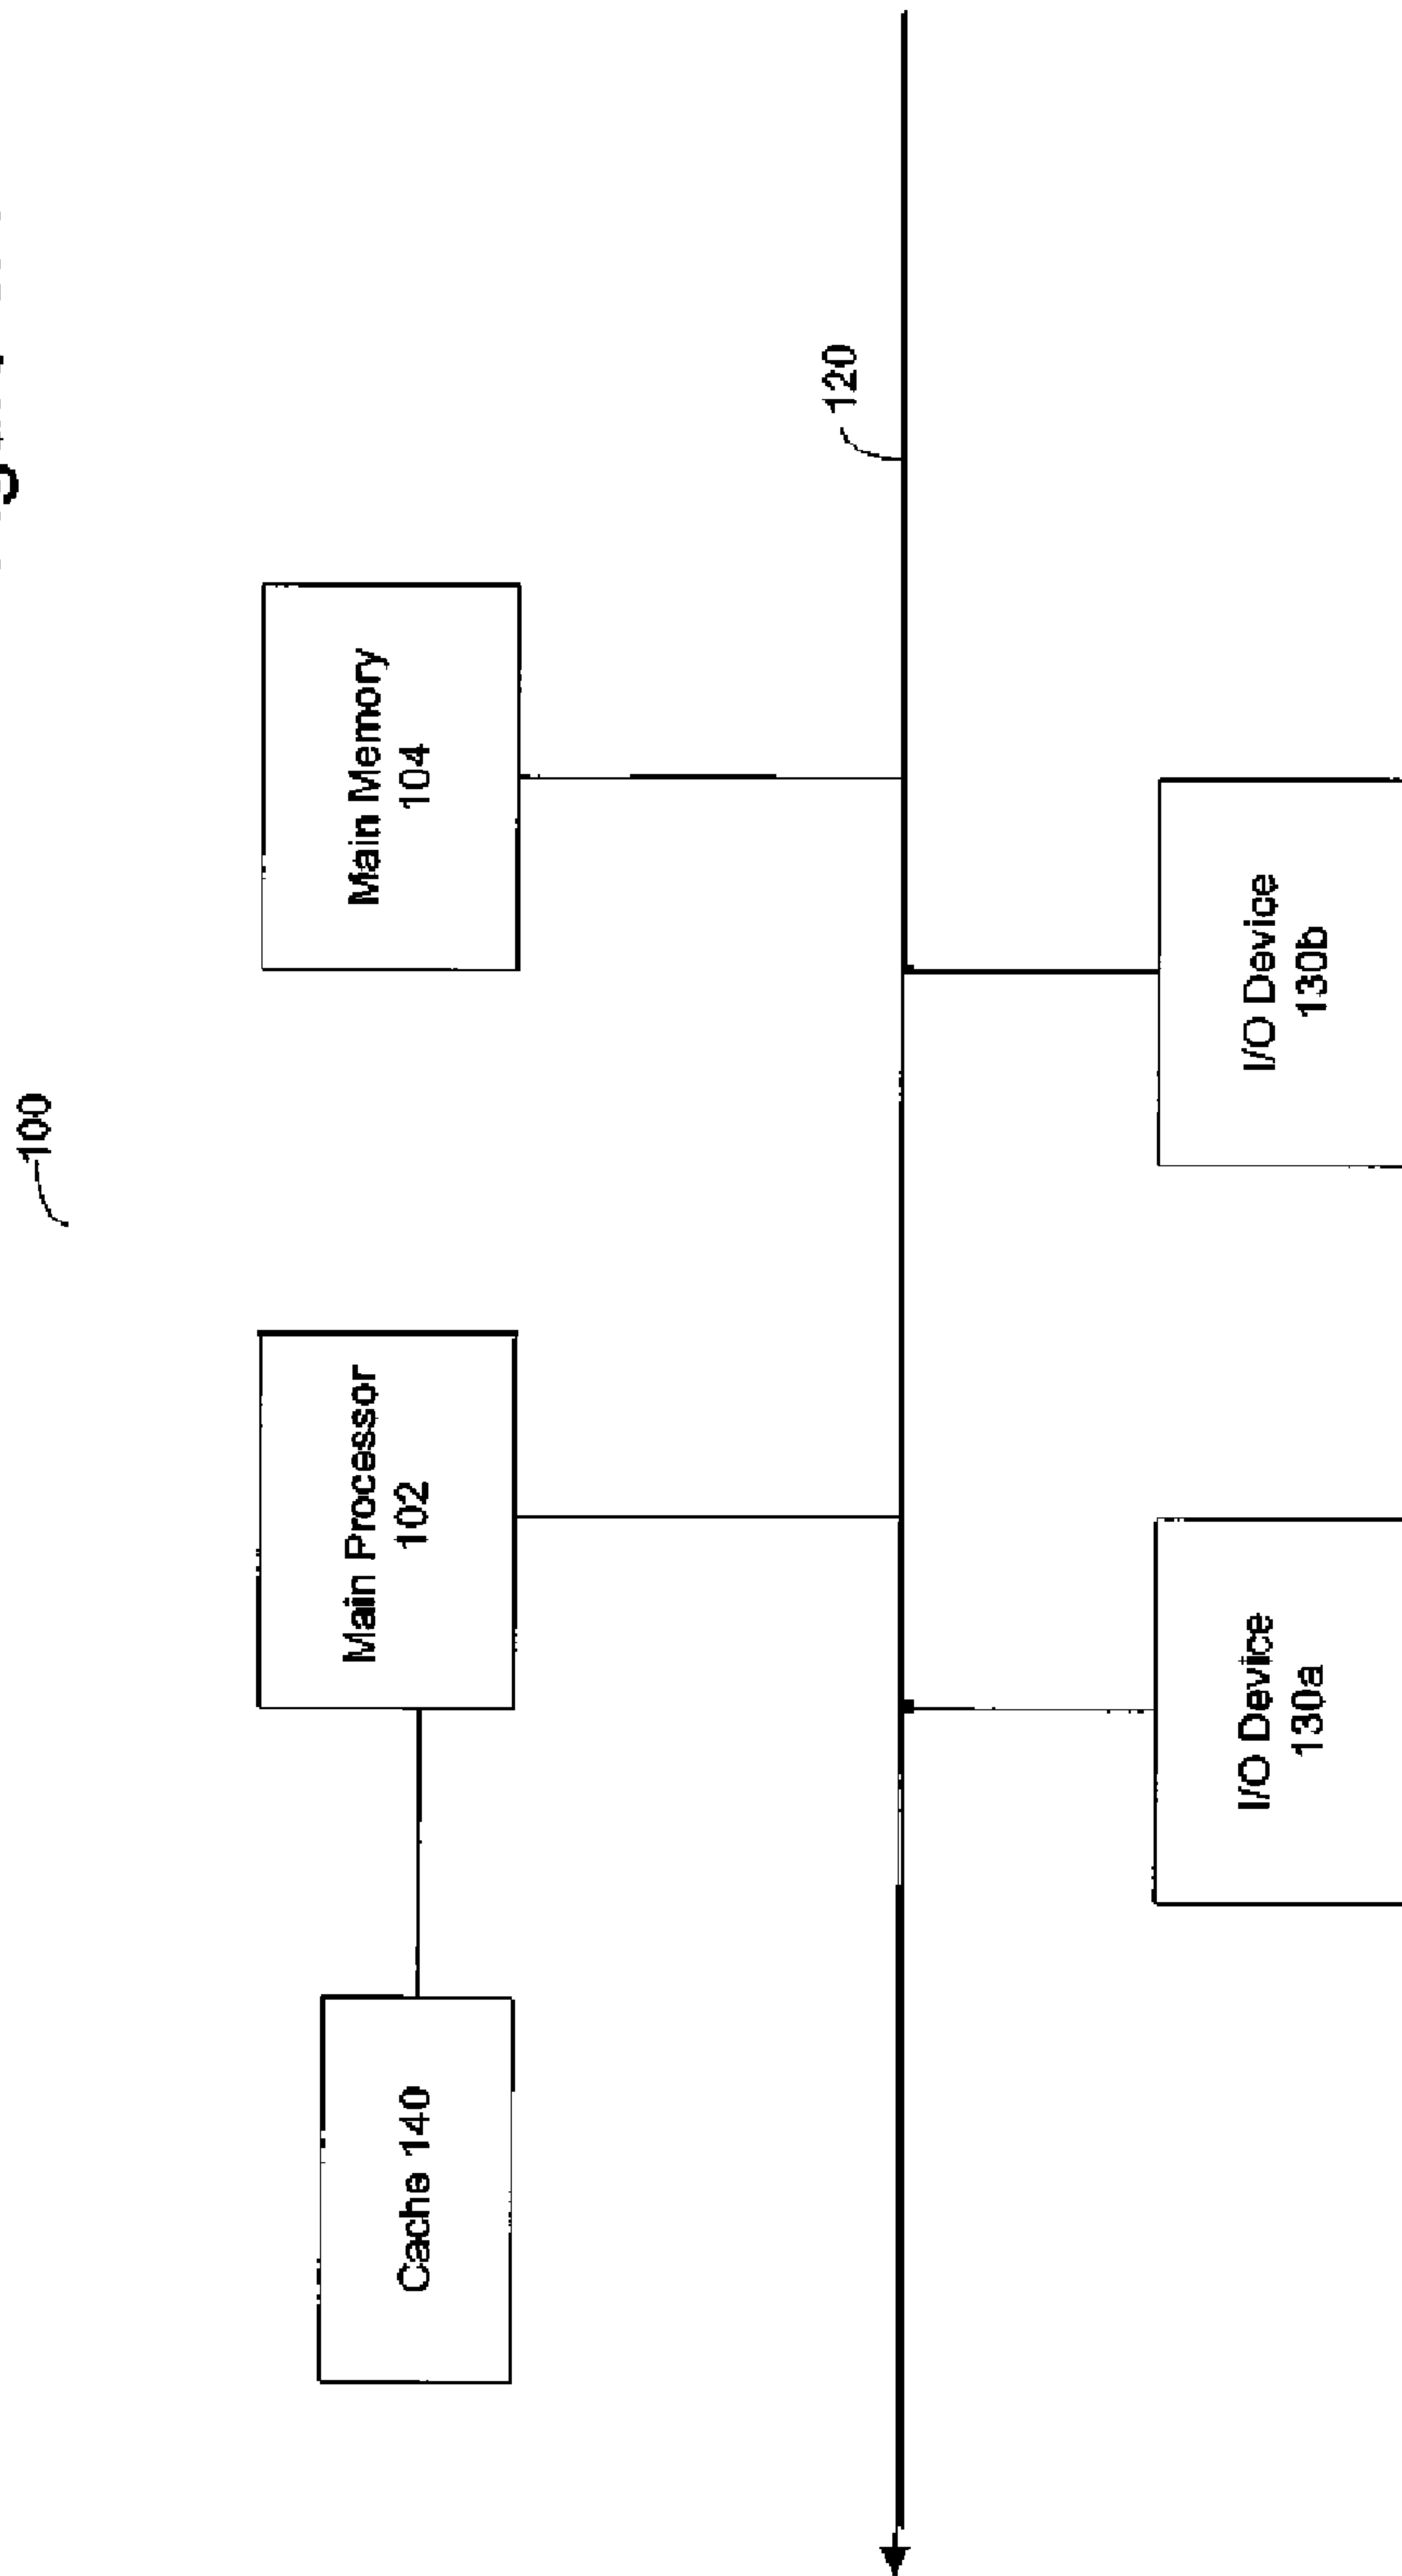 100
Cache 140
Main Processor
102
Main Memory
104
120
I/O Device
130a
I/O Device
130b